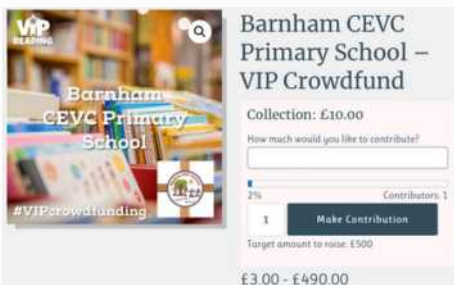 ViP
READING
Barnham
CEVC Primary
School
#VIPcrowdfunding
Barnham CEVC
Primary School –
VIP Crowdfund
Collection: £10.00
How much would you like to contribute?
2% Contributors: 1
1 Make Contribution
Target amount to raise: £500
£3.00 - £490.00